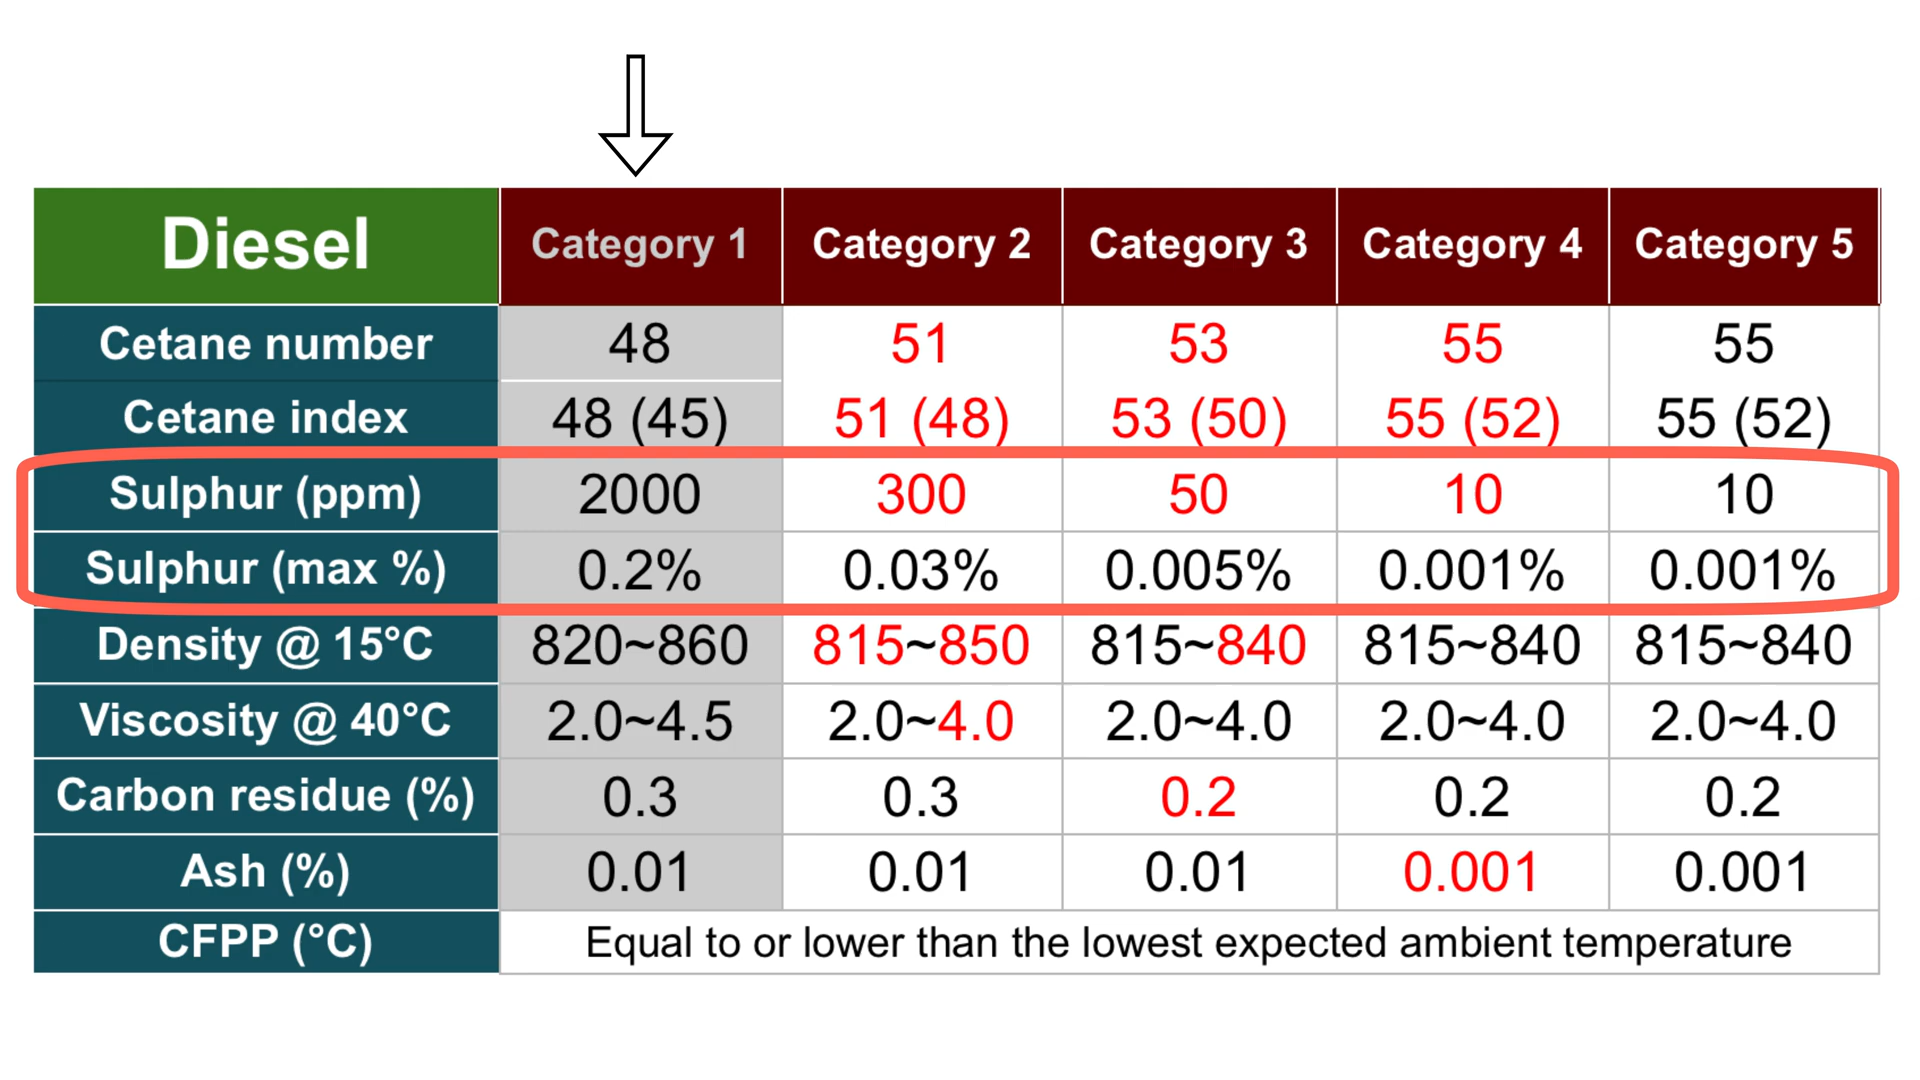 Diesel Category 1 Category 2 Category 3 Category 4 Category 5
Cetane number 48 51 53 55 55
Cetane index 48 (45) 51 (48) 53 (50) 55 (52) 55 (52)
Sulphur (ppm) 2000 300 50 10 10
Sulphur (max %) 0.2% 0.03% 0.005% 0.001% 0.001%
Density @ 15°C 820~860 815~850 815~840 815~840 815~840
Viscosity @ 40°C 2.0~4.5 2.0~4.0 2.0~4.0 2.0~4.0 2.0~4.0
Carbon residue (%) 0.3 0.3 0.2 0.2 0.2
Ash (%) 0.01 0.01 0.01 0.001 0.001
CFPP (°C) Equal to or lower than the lowest expected ambient temperature